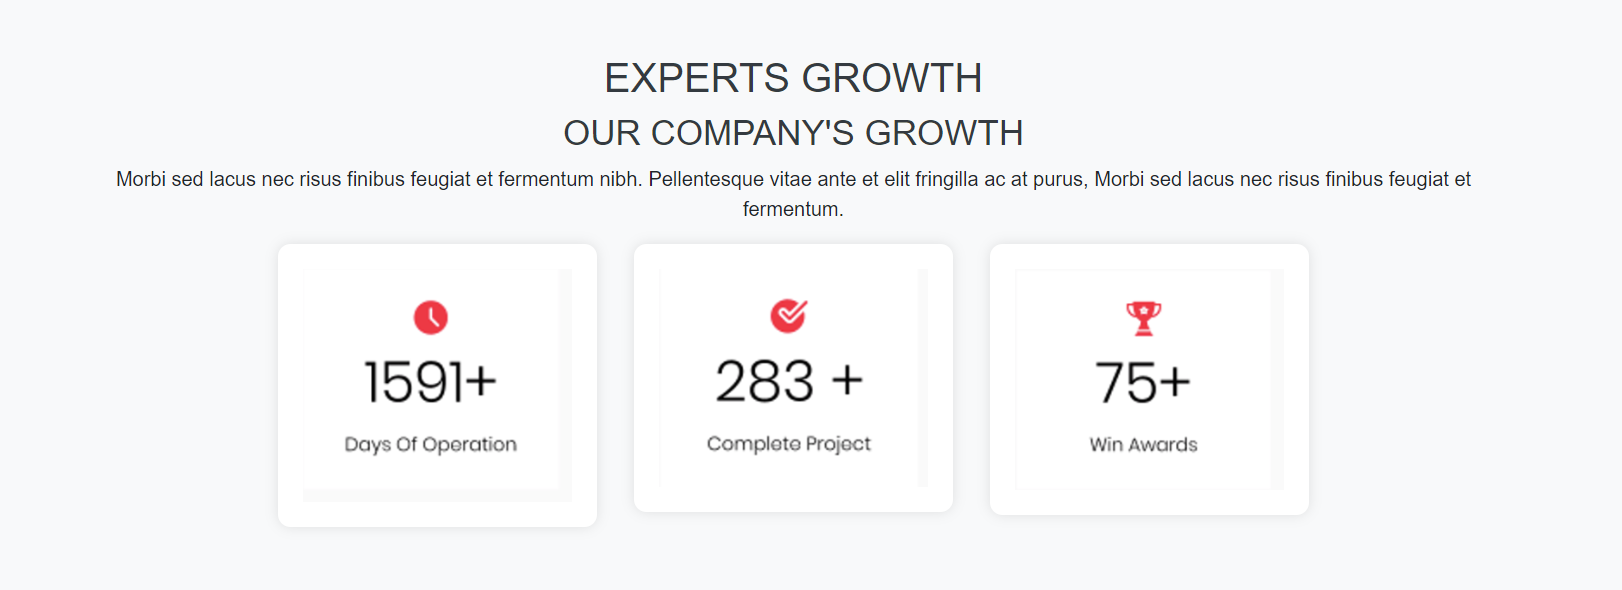 EXPERTS GROWTH
OUR COMPANY'S GROWTH
Morbi sed lacus nec risus finibus feugiat et fermentum nibh. Pellentesque vitae ante et elit fringilla ac at purus, Morbi sed lacus nec risus finibus feugiat et
fermentum.
1591+
Days Of Operation
283 +
Complete Project
75+
Win Awards